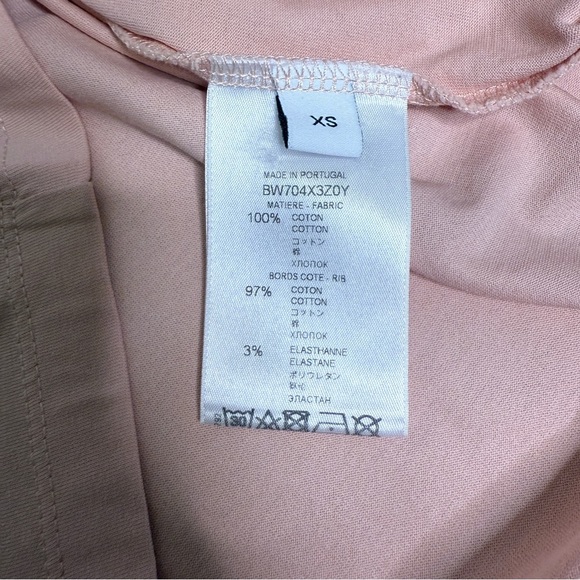 XS
MADE IN PORTUGAL
BW704X3Z0Y
MATIERE - FABRIC
100% COTON
COTTON
コットン
棉
ХЛОПОК
BORDS COTE - RIB
97% COTON
COTTON
コットン
棉
ХЛОПОК
3% ELASTHANNE
ELASTANE
ポリウレタン
ЭЛАСТАН
30